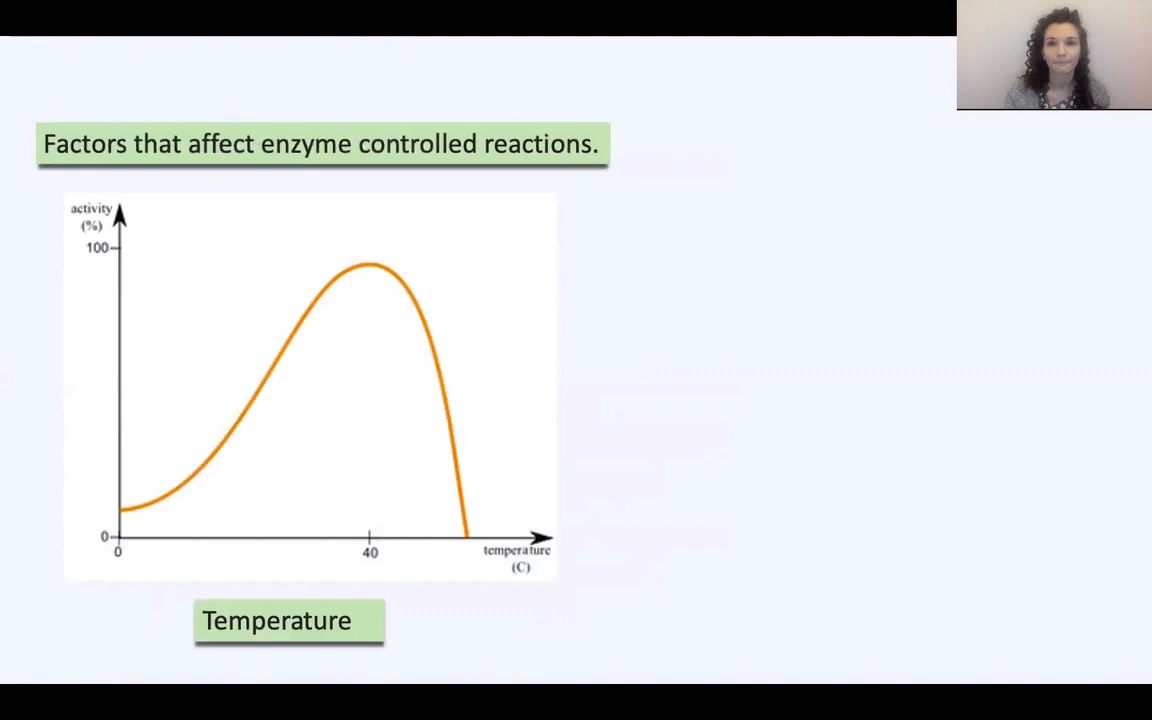 Factors that affect enzyme controlled reactions.
activity
(%)
100
0
0
40
temperature
(C)
Temperature